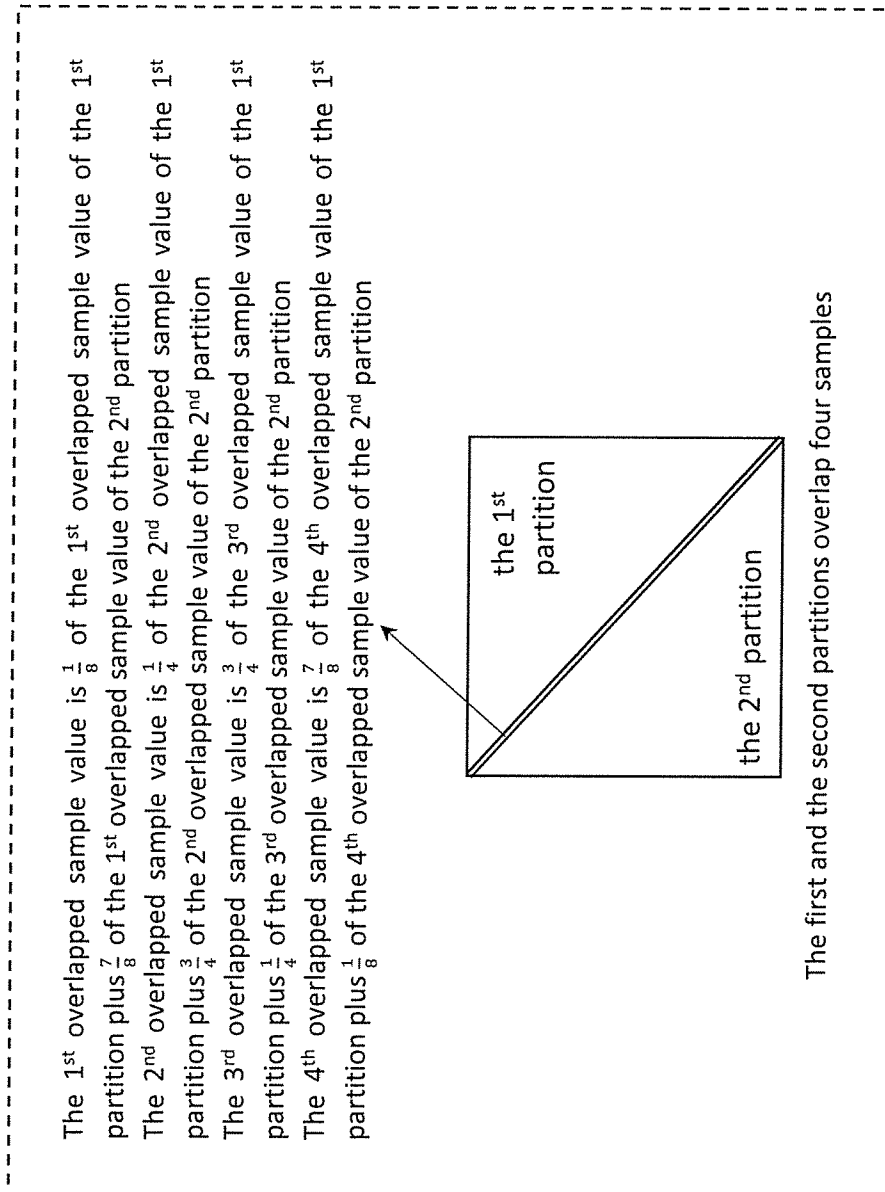 The 1st overlapped sample value is 1/8 of the 1st overlapped sample value of the 1st
partition plus 7/8 of the 1st overlapped sample value of the 2nd partition
The 2nd overlapped sample value is 1/4 of the 2nd overlapped sample value of the 1st
partition plus 3/4 of the 2nd overlapped sample value of the 2nd partition
The 3rd overlapped sample value is 3/4 of the 3rd overlapped sample value of the 1st
partition plus 1/4 of the 3rd overlapped sample value of the 2nd partition
The 4th overlapped sample value is 7/8 of the 4th overlapped sample value of the 1st
partition plus 1/8 of the 4th overlapped sample value of the 2nd partition
the 1st
partition
the 2nd partition
The first and the second partitions overlap four samples